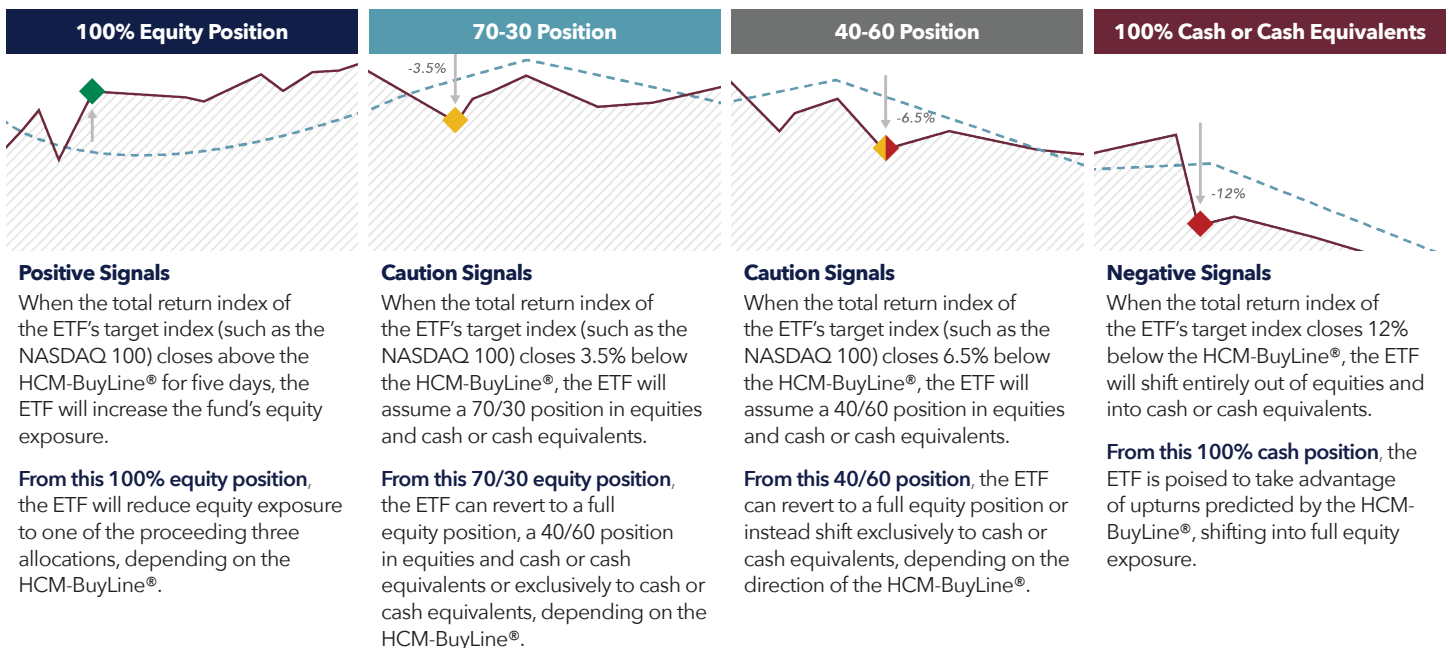 100% Equity Position
70-30 Position
40-60 Position
100% Cash or Cash Equivalents
-3.5%
-6.5%
-12%
Positive Signals
When the total return index of
the ETF’s target index (such as the
NASDAQ 100) closes above the
HCM-BuyLine® for five days, the
ETF will increase the fund’s equity
exposure.
From this 100% equity position,
the ETF will reduce equity exposure
to one of the proceeding three
allocations, depending on the
HCM-BuyLine®.
Caution Signals
When the total return index of
the ETF’s target index (such as the
NASDAQ 100) closes 3.5% below
the HCM-BuyLine®, the ETF will
assume a 70/30 position in equities
and cash or cash equivalents.
From this 70/30 equity position,
the ETF can revert to a full
equity position, a 40/60 position
in equities and cash or cash
equivalents or exclusively to cash or
cash equivalents, depending on the
HCM-BuyLine®.
Caution Signals
When the total return index of
the ETF’s target index (such as the
NASDAQ 100) closes 6.5% below
the HCM-BuyLine®, the ETF will
assume a 40/60 position in equities
and cash or cash equivalents.
From this 40/60 position, the ETF
can revert to a full equity position or
instead shift exclusively to cash or
cash equivalents, depending on the
direction of the HCM-BuyLine®.
Negative Signals
When the total return index of
the ETF’s target index closes 12%
below the HCM-BuyLine®, the ETF
will shift entirely out of equities and
into cash or cash equivalents.
From this 100% cash position, the
ETF is poised to take advantage
of upturns predicted by the HCM-
BuyLine®, shifting into full equity
exposure.